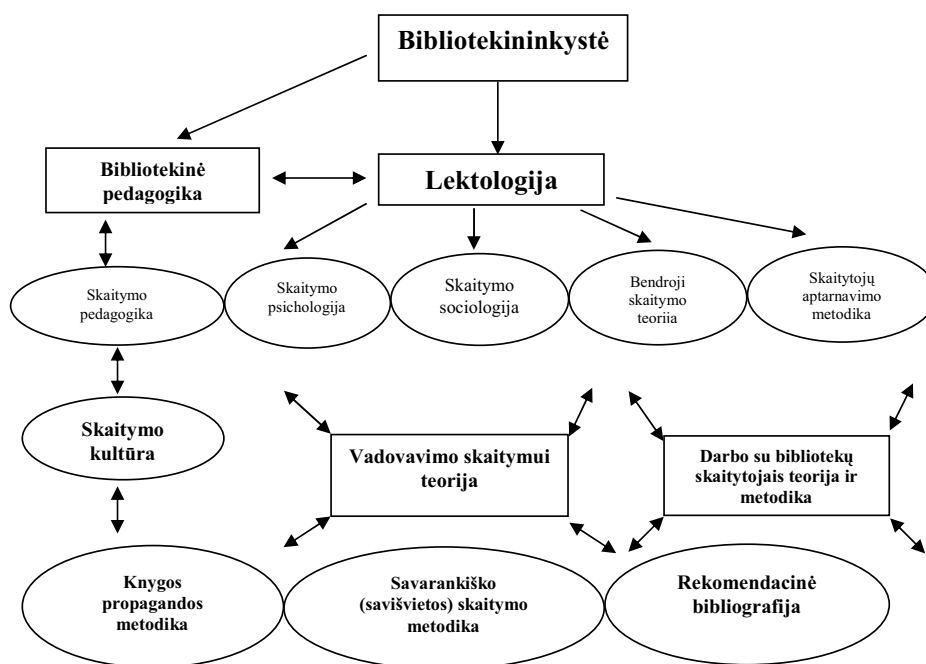 Bibliotekininkystė
Bibliotekinė
pedagogika
Lektologija
Skaitymo
pedagogika
Skaitymo
psichologija
Skaitymo
sociologija
Bendroji
skaitymo
teorija
Skaitytojų
aptarnavimo
metodika
Skaitymo
kultūra
Vadovavimo skaitymui
teorija
Darbo su bibliotekų
skaitytojais teorija ir
metodika
Knygos
propagandos
metodika
Savarankiško
(savišvietos) skaitymo
metodika
Rekomendacinė
bibliografija